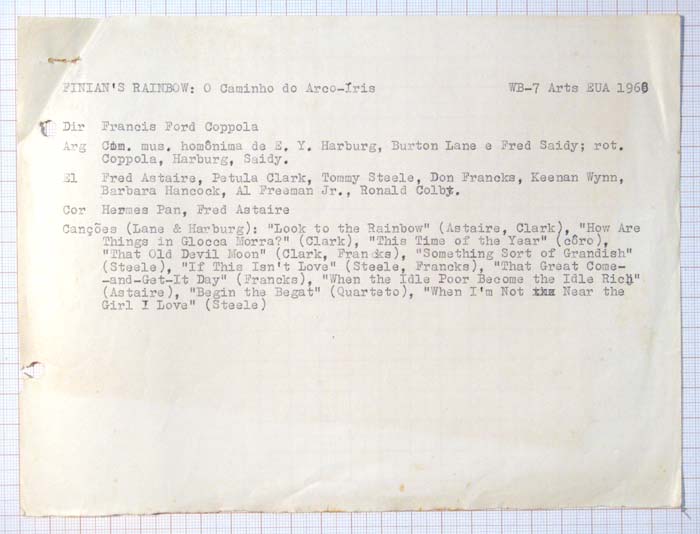 FINIAN'S RAINBOW: O Caminho do Arco-Íris WB-7 Arts EUA 1968
Dir Francis Ford Coppola
Arg Com. mus. homônima de E. Y. Harburg, Burton Lane e Fred Saidy; rot.
Coppola, Harburg, Saidy.
El Fred Astaire, Petula Clark, Tommy Steele, Don Francks, Keenan Wynn,
Barbara Hancock, Al Freeman Jr., Ronald Colby.
Cor Hermes Pan, Fred Astaire
Canções (Lane & Harburg): "Look to the Rainbow" (Astaire, Clark), "How Are
Things in Glocca Morra?" (Clark), "This Time of the Year" (côro),
"That Old Devil Moon" (Clark, Francks), "Something Sort of Grandish"
(Steele), "If This Isn't Love" (Steele, Francks), "That Great Come-
-and-Get-It Day" (Francks), "When the Idle Poor Become the Idle Rich"
(Astaire), "Begin the Begat" (Quarteto), "When I'm Not Near the
Girl I Love" (Steele)